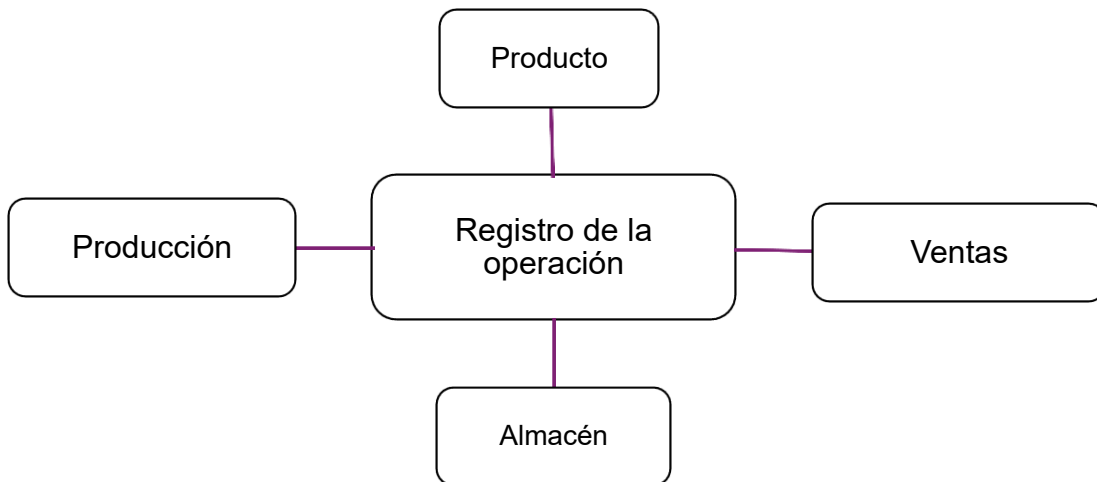 Producto
Registro de la
operación
Producción
Ventas
Almacén